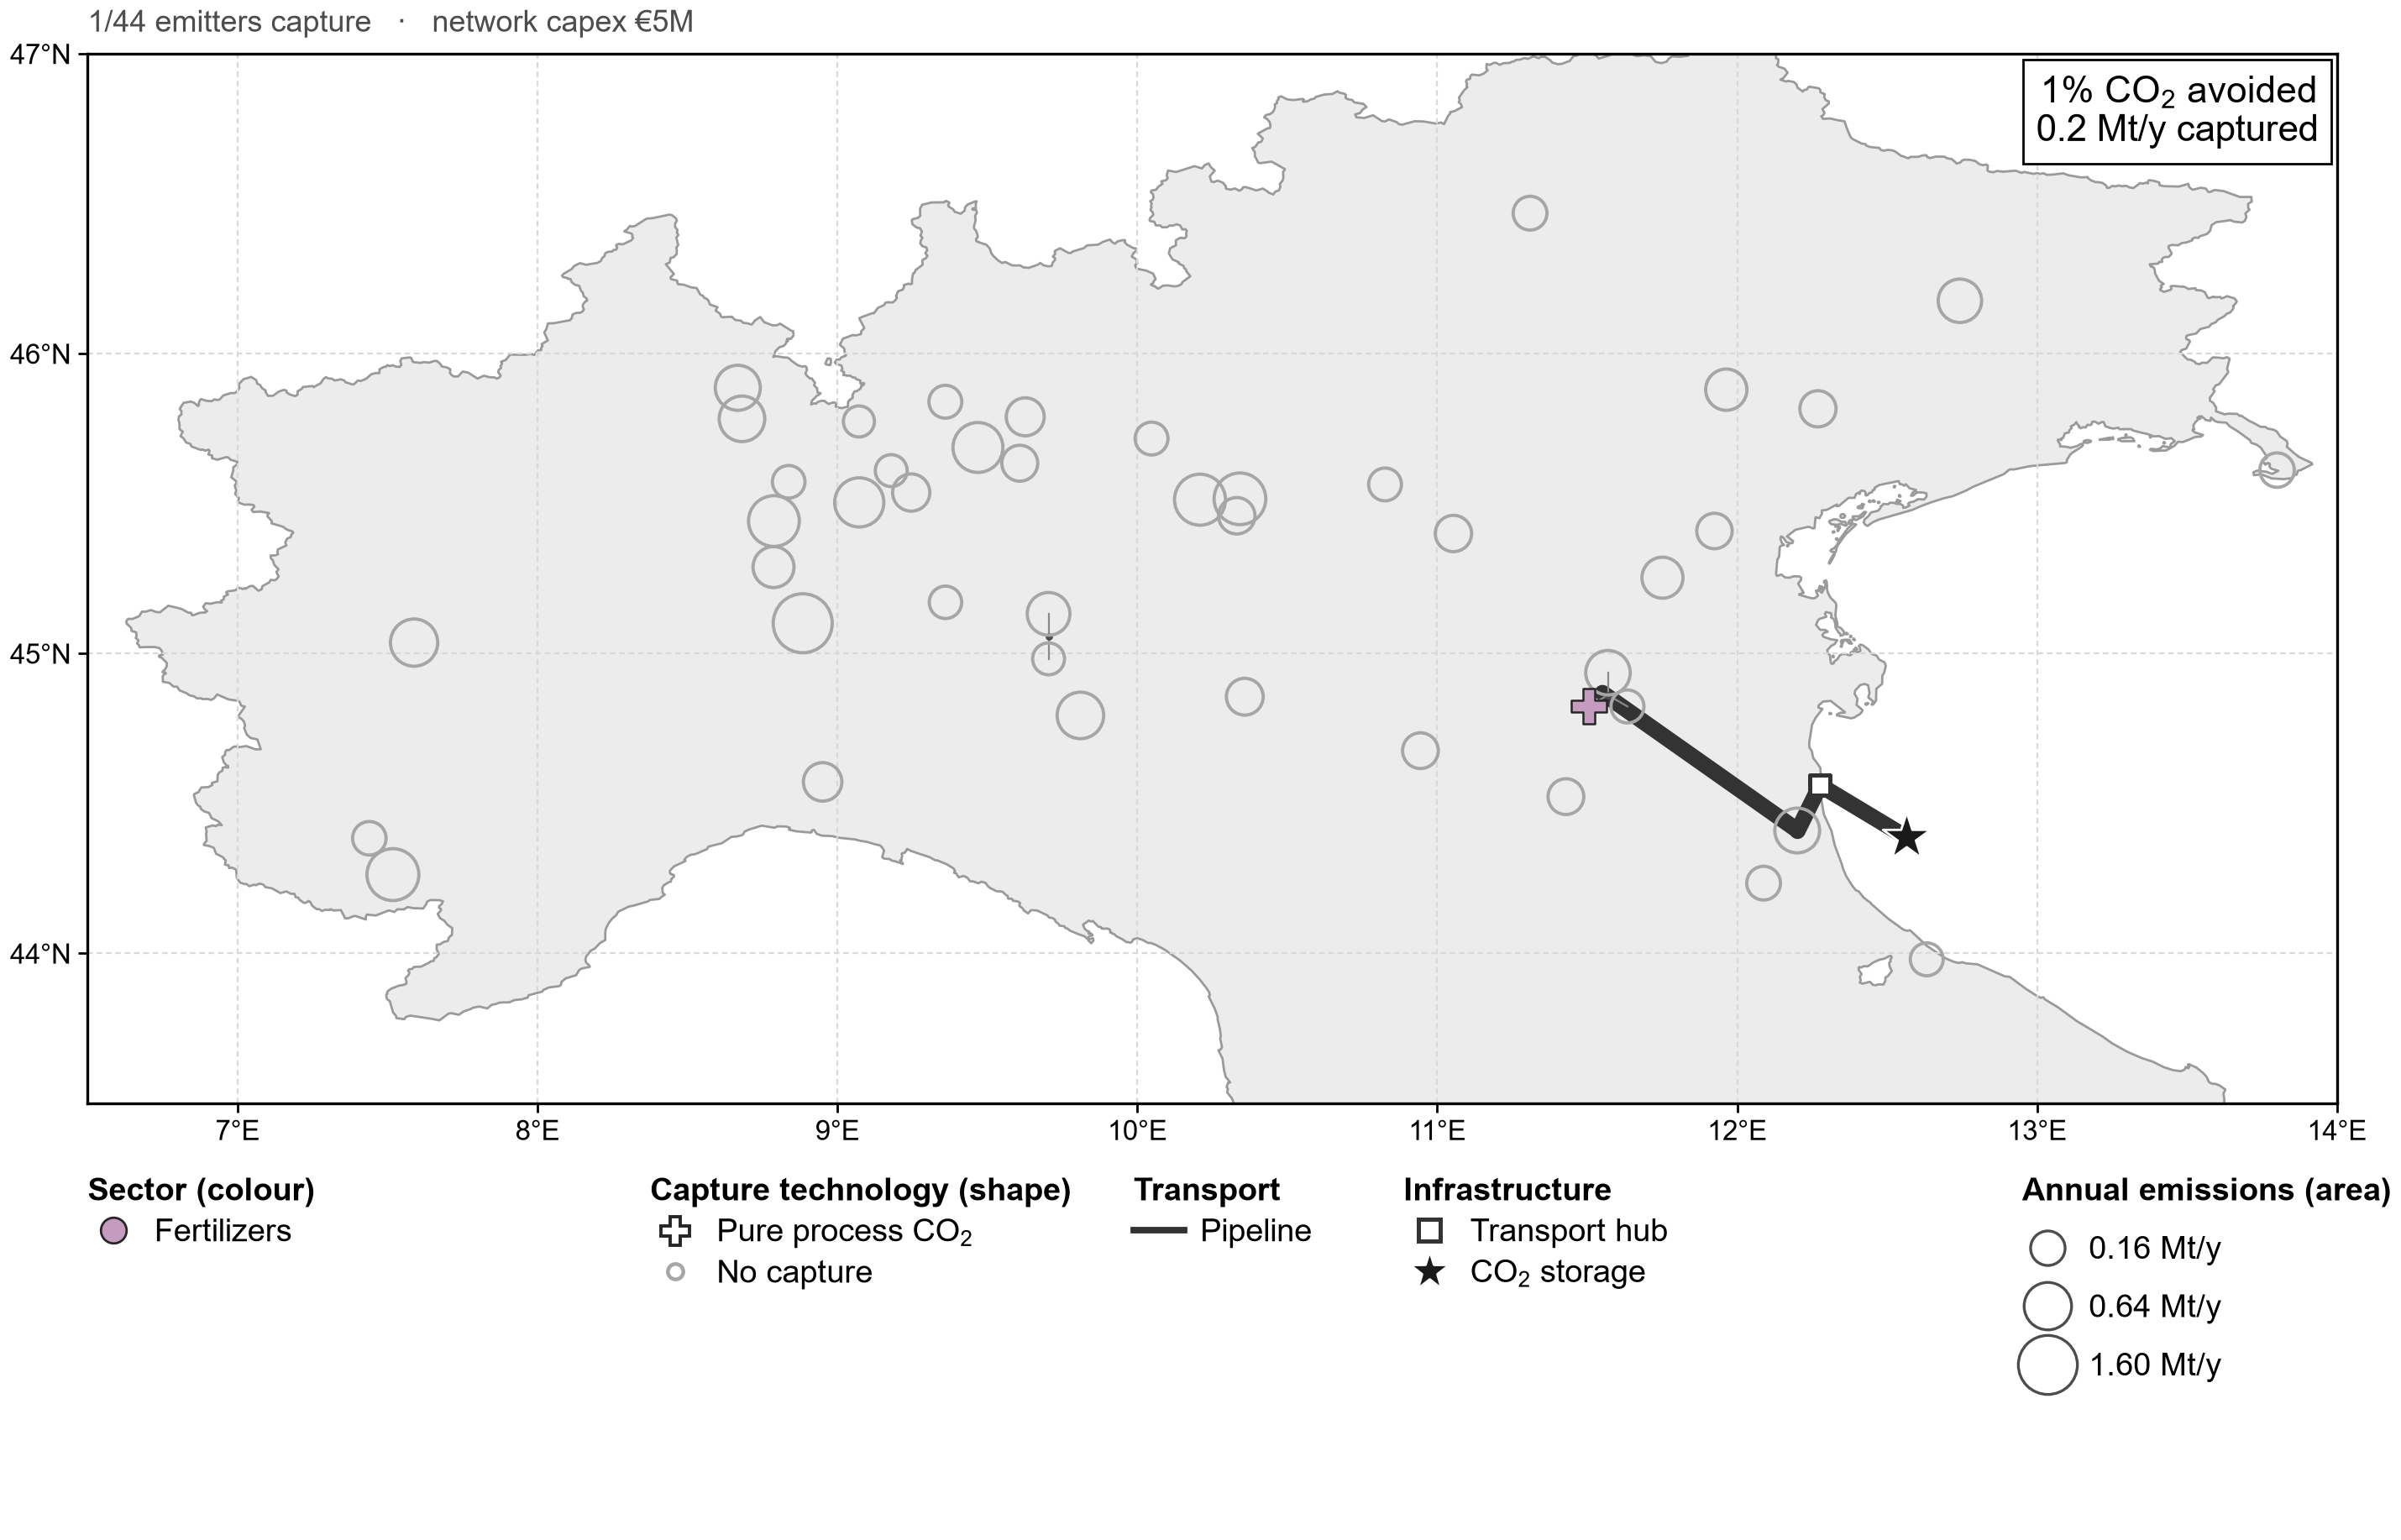 1/44 emitters capture · network capex €5M
47°N
1% CO₂ avoided
0.2 Mt/y captured
46°N
45°N
44°N
7°E 8°E 9°E 10°E 11°E 12°E 13°E 14°E
Sector (colour) Capture technology (shape) Transport Infrastructure Annual emissions (area)
Fertilizers Pure process CO₂ Pipeline Transport hub 0.16 Mt/y
No capture CO₂ storage
0.64 Mt/y
1.60 Mt/y